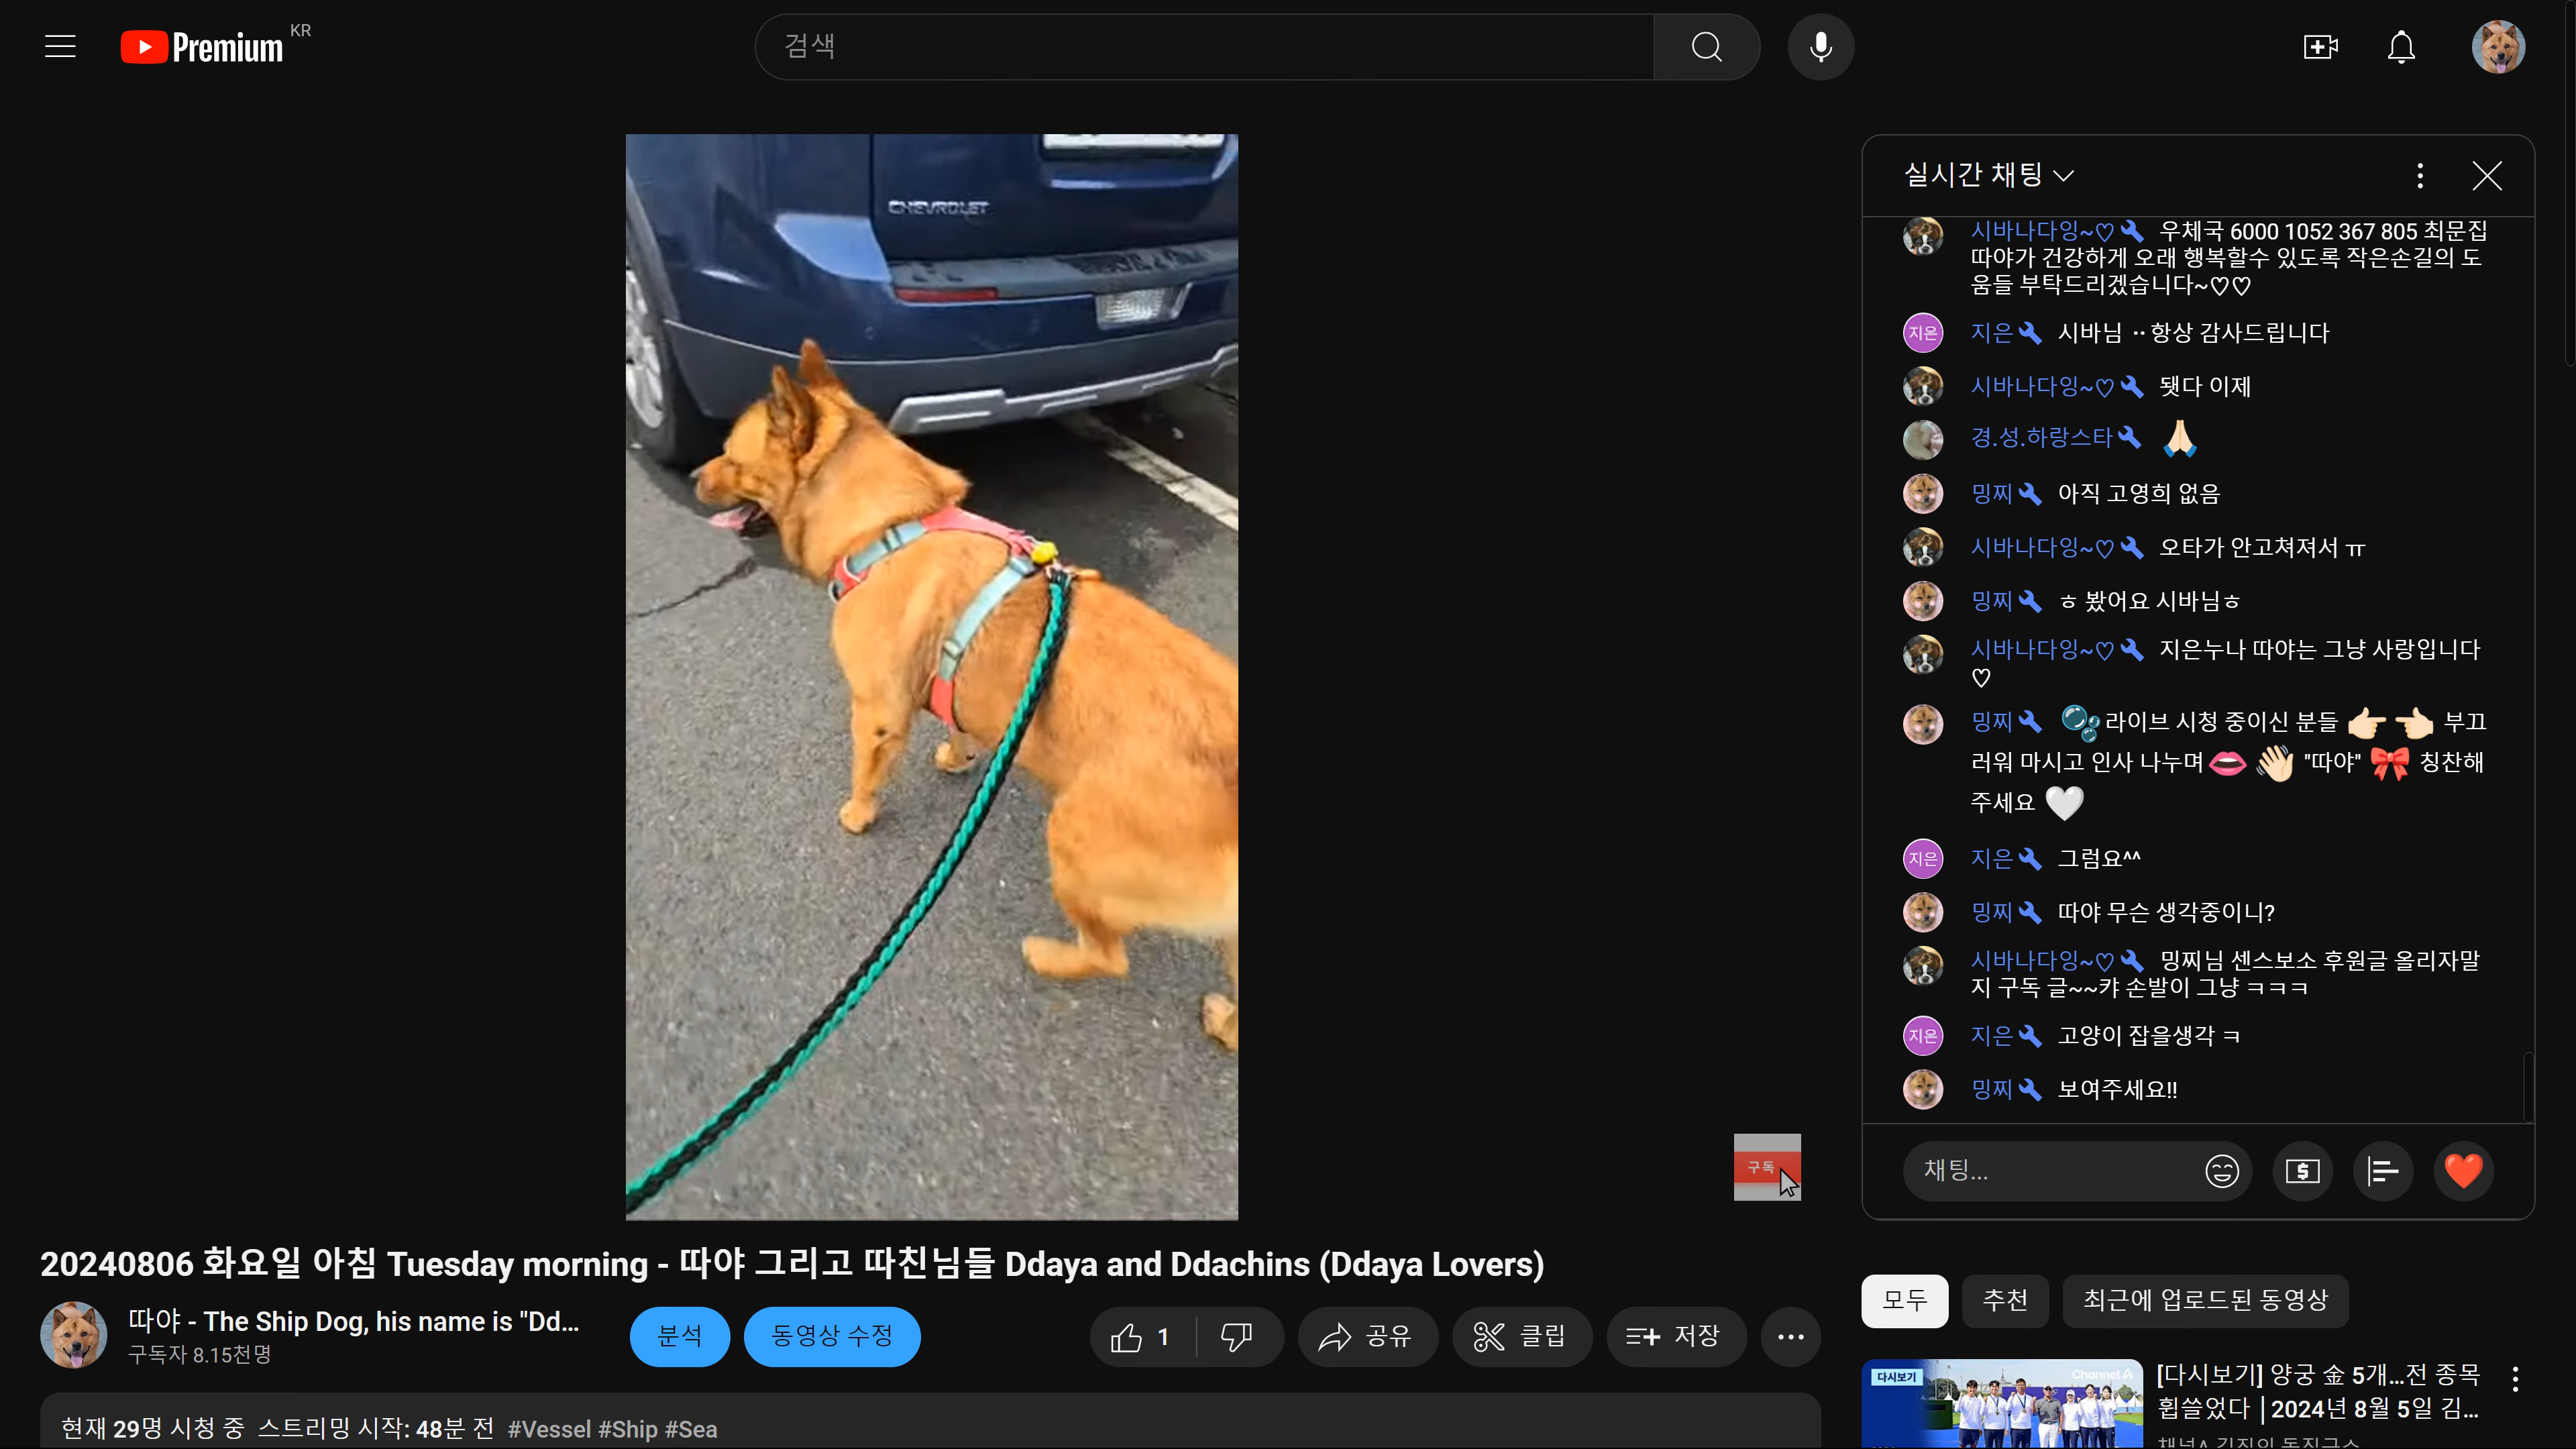 Premium KR
검색
CHEVROLET
구독
실시간 채팅
시바나다잉~♡ 우체국 6000 1052 367 805 최문집
따야가 건강하게 오래 행복할수 있도록 작은손길의 도
움들 부탁드리겠습니다~♡♡
지은 시바님 ··항상 감사드립니다
시바나다잉~♡ 됫다 이제
경.성.하랑스타 🙏🏻
밍찌 아직 고영희 없음
시바나다잉~♡ 오타가 안고쳐져서 ㅠ
밍찌 ㅎ 봤어요 시바님ㅎ
시바나다잉~♡ 지은누나 따야는 그냥 사랑입니다
♡
밍찌 🫧라이브 시청 중이신 분들 👉🏻👈🏻 부끄
러워 마시고 인사 나누며👄👋🏻 "따야" 🎀 칭찬해
주세요 🤍
지은 그럼요^^
밍찌 따야 무슨 생각중이니?
시바나다잉~♡ 밍찌님 센스보소 후원글 올리자말
지 구독 글~~캬 손발이 그냥 ㅋㅋㅋ
지은 고양이 잡을생각 ㅋ
밍찌 보여주세요!!
채팅...
20240806 화요일 아침 Tuesday morning - 따야 그리고 따친님들 Ddaya and Ddachins (Ddaya Lovers)
따야 - The Ship Dog, his name is "Dd...
구독자 8.15천명
분석 동영상 수정 1 공유 클립 저장
현재 29명 시청 중 스트리밍 시작: 48분 전 #Vessel #Ship #Sea
모두 추천 최근에 업로드된 동영상
다시보기
Channel A
[다시보기] 양궁 金 5개...전 종목
휩쓸었다 | 2024년 8월 5일 김...